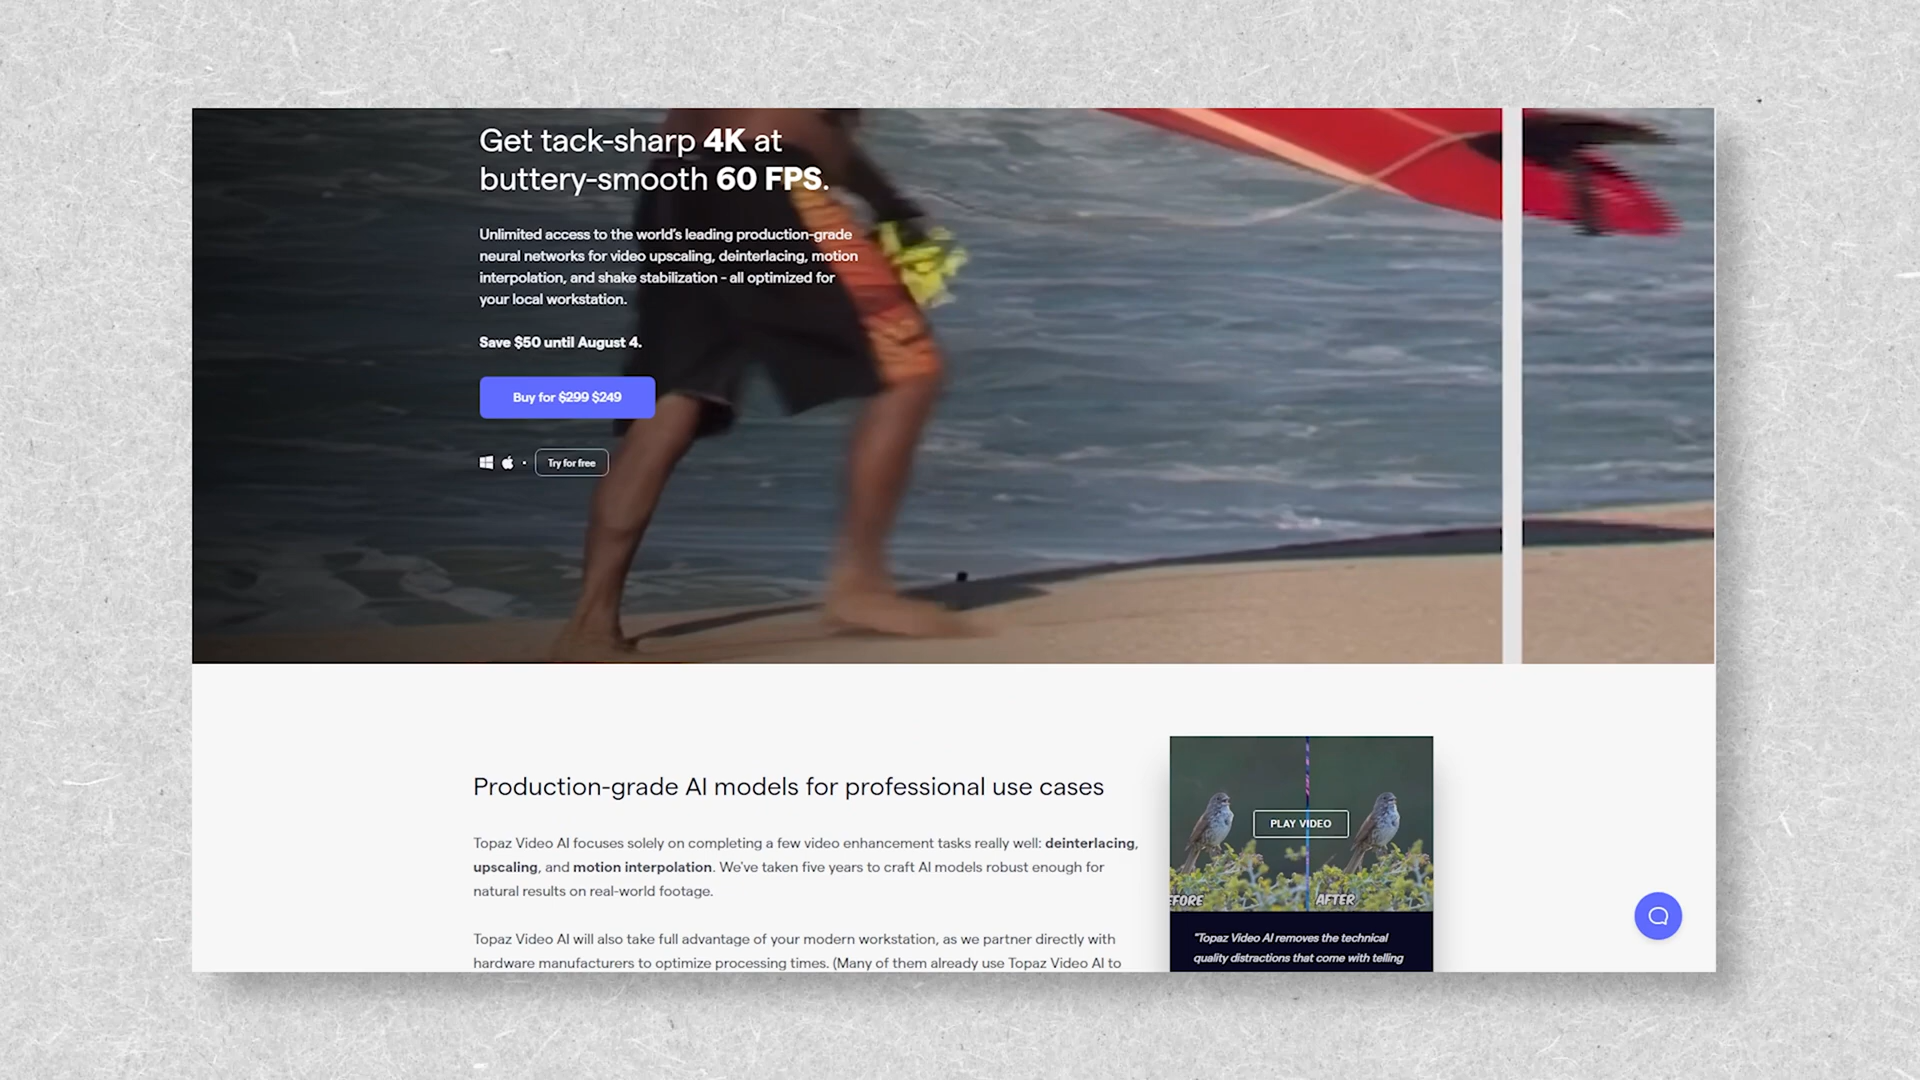 Get tack-sharp 4K at
buttery-smooth 60 FPS.
Unlimited access to the world's leading production-grade
neural networks for video upscaling, deinterlacing, motion
interpolation, and shake stabilization - all optimized for
your local workstation.
Save $50 until August 4.
Buy for $299 $249
Try for free
Production-grade AI models for professional use cases
Topaz Video AI focuses solely on completing a few video enhancement tasks really well: deinterlacing,
upscaling, and motion interpolation. We've taken five years to craft AI models robust enough for
natural results on real-world footage.
Topaz Video AI will also take full advantage of your modern workstation, as we partner directly with
hardware manufacturers to optimize processing times. (Many of them already use Topaz Video AI to
PLAY VIDEO
EFORE
AFTER
"Topaz Video AI removes the technical
quality distractions that come with telling